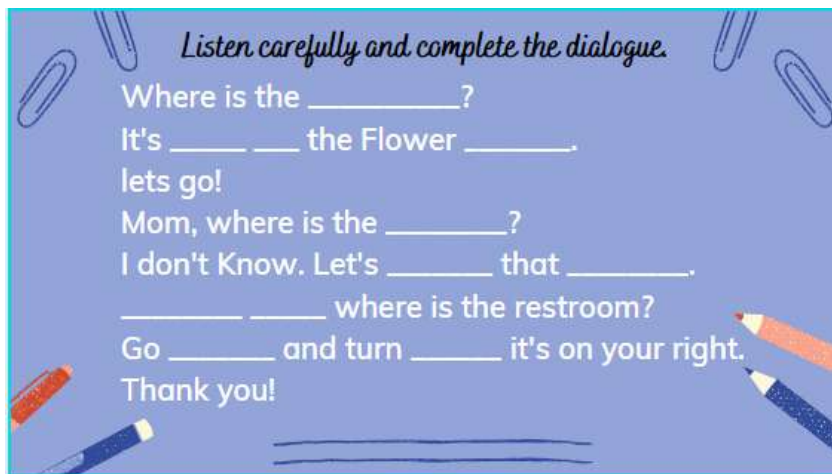 Listen carefully and complete the dialogue.
Where is the __________?
It's _____ ___ the Flower _______.
lets go!
Mom, where is the ________?
I don't Know. Let's _______ that ________.
________ _____ where is the restroom?
Go _______ and turn ______ it's on your right.
Thank you!